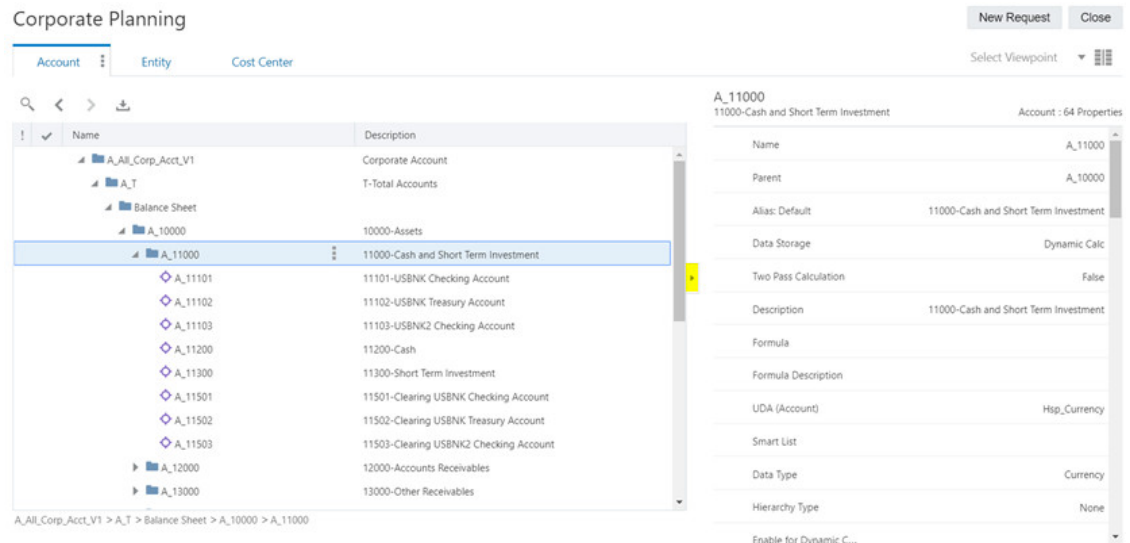 Corporate Planning
New Request Close
Account Entity Cost Center
Select Viewpoint
! Name Description
A_All_Corp_Acct_V1 Corporate Account
A_T T-Total Accounts
Balance Sheet
A_10000 10000-Assets
A_11000 11000-Cash and Short Term Investment
A_11101 11101-USBNK Checking Account
A_11102 11102-USBNK Treasury Account
A_11103 11103-USBNK2 Checking Account
A_11200 11200-Cash
A_11300 11300-Short Term Investment
A_11501 11501-Clearing USBNK Checking Account
A_11502 11502-Clearing USBNK Treasury Account
A_11503 11503-Clearing USBNK2 Checking Account
A_12000 12000-Accounts Receivables
A_13000 13000-Other Receivables
A_All_Corp_Acct_V1 > A_T > Balance Sheet > A_10000 > A_11000
A_11000
11000-Cash and Short Term Investment Account : 64 Properties
Name A_11000
Parent A_10000
Alias: Default 11000-Cash and Short Term Investment
Data Storage Dynamic Calc
Two Pass Calculation False
Description 11000-Cash and Short Term Investment
Formula
Formula Description
UDA (Account) Hsp_Currency
Smart List
Data Type Currency
Hierarchy Type None
Enable for Dynamic C...